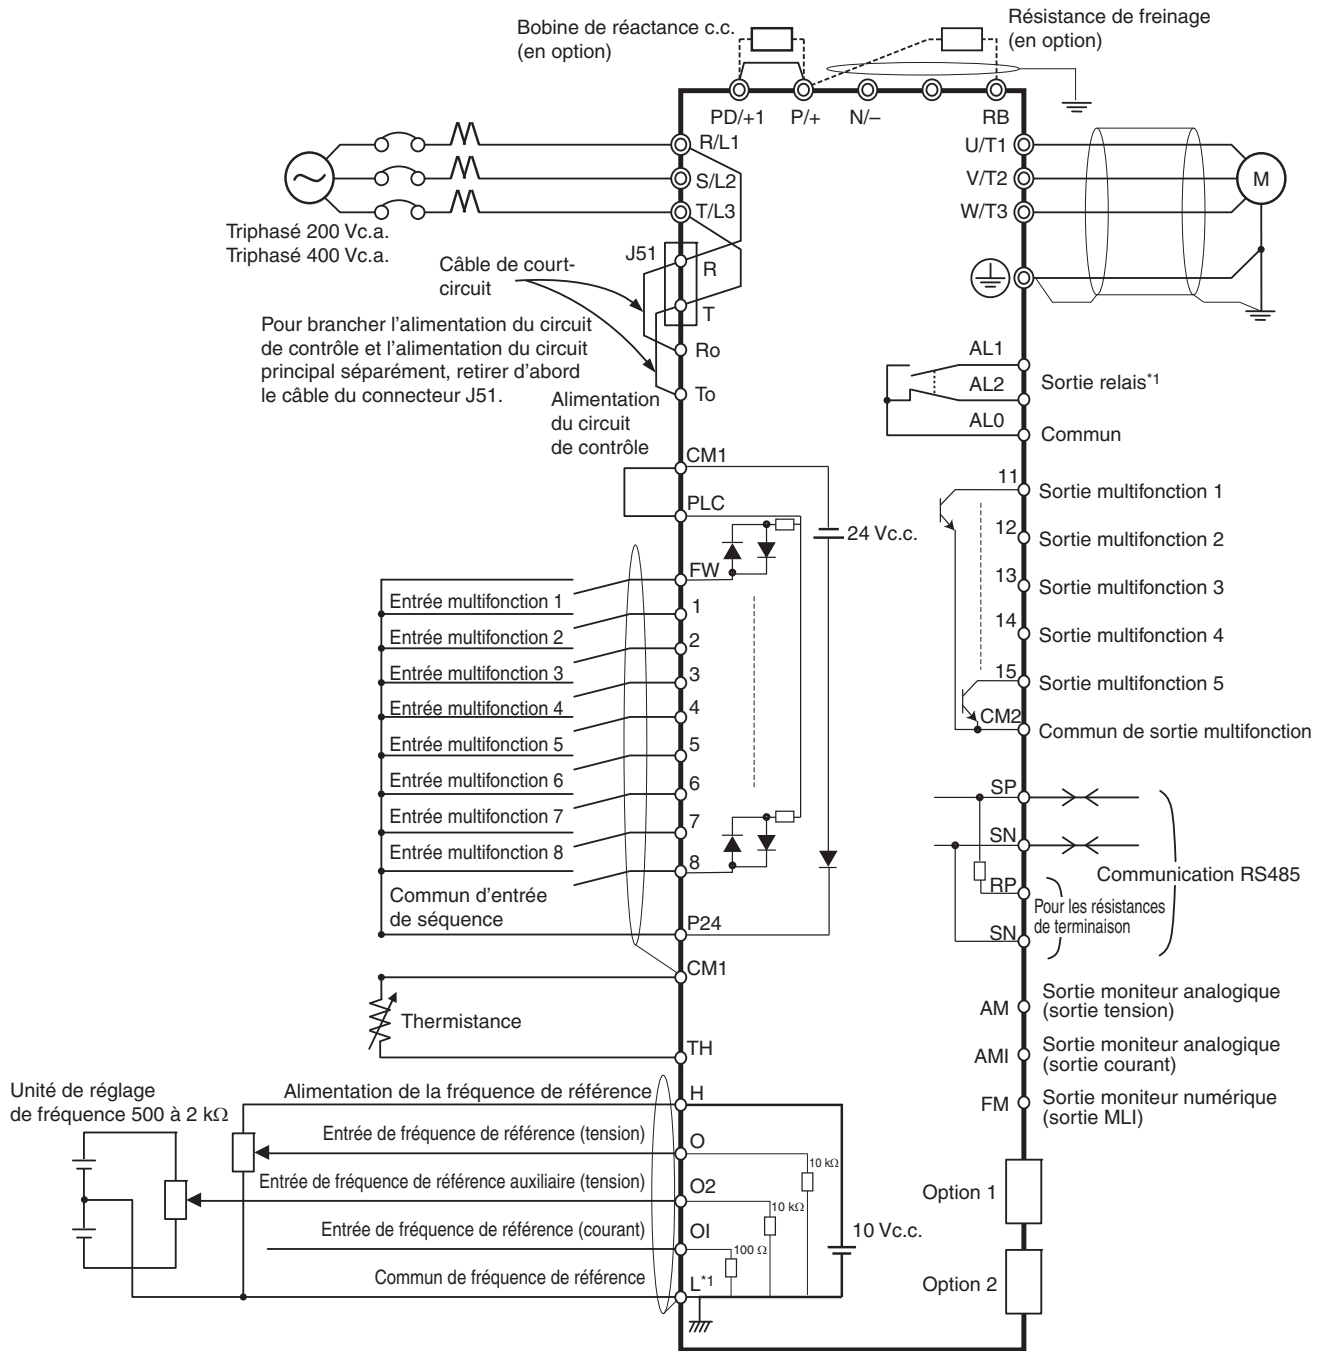 Bobine de réactance c.c.
(en option)
Résistance de freinage
(en option)
PD/+1
P/+
N/–
RB
R/L1
S/L2
T/L3
U/T1
V/T2
W/T3
M
Triphasé 200 Vc.a.
Triphasé 400 Vc.a.
J51
R
T
Câble de court-
circuit
Pour brancher l’alimentation du circuit
de contrôle et l’alimentation du circuit
principal séparément, retirer d’abord
le câble du connecteur J51.
Ro
To
Alimentation
du circuit
de contrôle
AL1
AL2
Sortie relais*1
AL0
Commun
CM1
PLC
24 Vc.c.
11
Sortie multifonction 1
12
Sortie multifonction 2
13
Sortie multifonction 3
14
Sortie multifonction 4
15
Sortie multifonction 5
CM2
Commun de sortie multifonction
FW
Entrée multifonction 1
1
Entrée multifonction 2
2
Entrée multifonction 3
3
Entrée multifonction 4
4
Entrée multifonction 5
5
Entrée multifonction 6
6
Entrée multifonction 7
7
Entrée multifonction 8
8
Commun d’entrée
de séquence
P24
SP
SN
Communication RS485
RP
Pour les résistances
de terminaison
SN
CM1
Thermistance
TH
AM
Sortie moniteur analogique
(sortie tension)
AMI
Sortie moniteur analogique
(sortie courant)
FM
Sortie moniteur numérique
(sortie MLI)
Unité de réglage
de fréquence 500 à 2 kΩ
Alimentation de la fréquence de référence
H
Entrée de fréquence de référence (tension)
O
10 kΩ
Entrée de fréquence de référence auxiliaire (tension)
O2
10 kΩ
Entrée de fréquence de référence (courant)
OI
100 Ω
10 Vc.c.
Commun de fréquence de référence
L*1
Option 1
Option 2